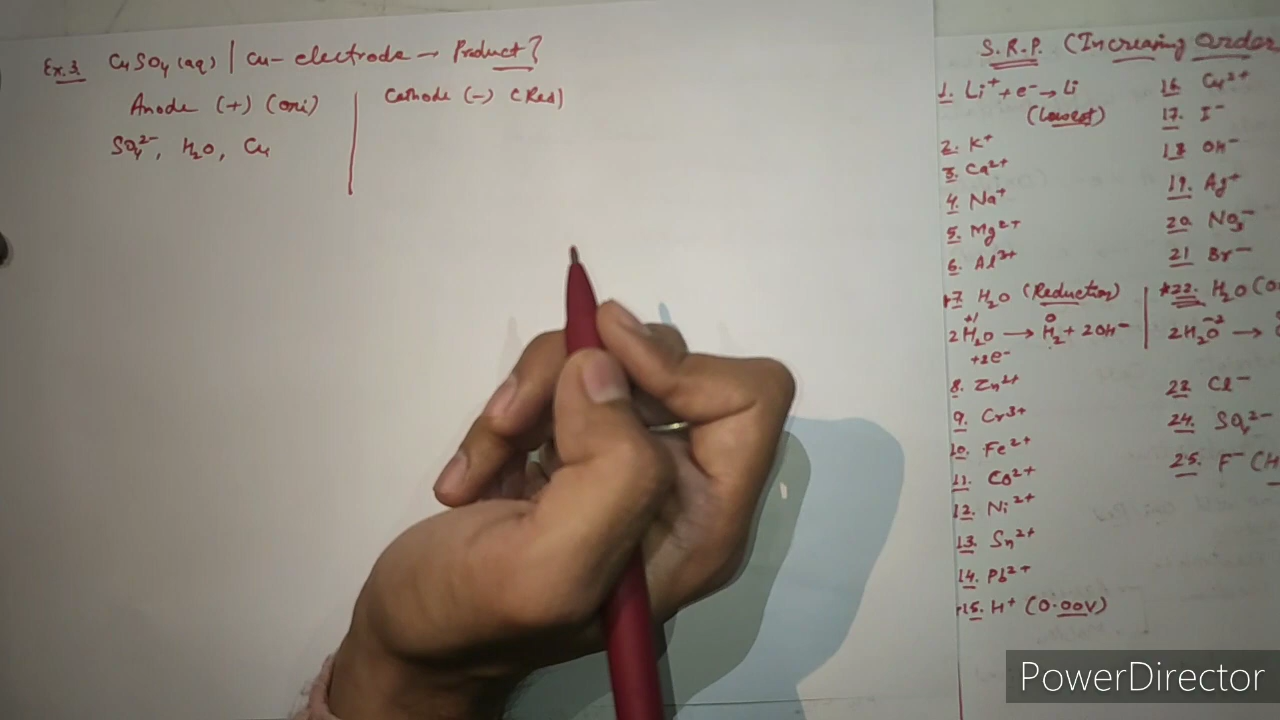 Ex.3 CuSO4(aq) | Cu- electrode → Product?
Anode (+) (oxi)
SO4^2-, H2O, Cu
Cathode (-) (Red)
S.R.P. (Increasing order
1. Li+ + e- → Li
(lowest)
2. K+
3. Ca2+
4. Na+
5. Mg2+
6. Al3+
*7. H2O (Reduction)
+1 0
2H2O → H2 + 2OH-
+2e-
8. Zn2+
9. Cr3+
10. Fe2+
11. Co2+
12. Ni2+
13. Sn2+
14. Pb2+
15. H+ (0.00V)
16. Cu2+
17. I-
18 OH-
19. Ag+
20 NO3-
21 Br-
*22. H2O (O
-2
2H2O →
23 Cl-
24. SO4^2-
25. F- (H
PowerDirector